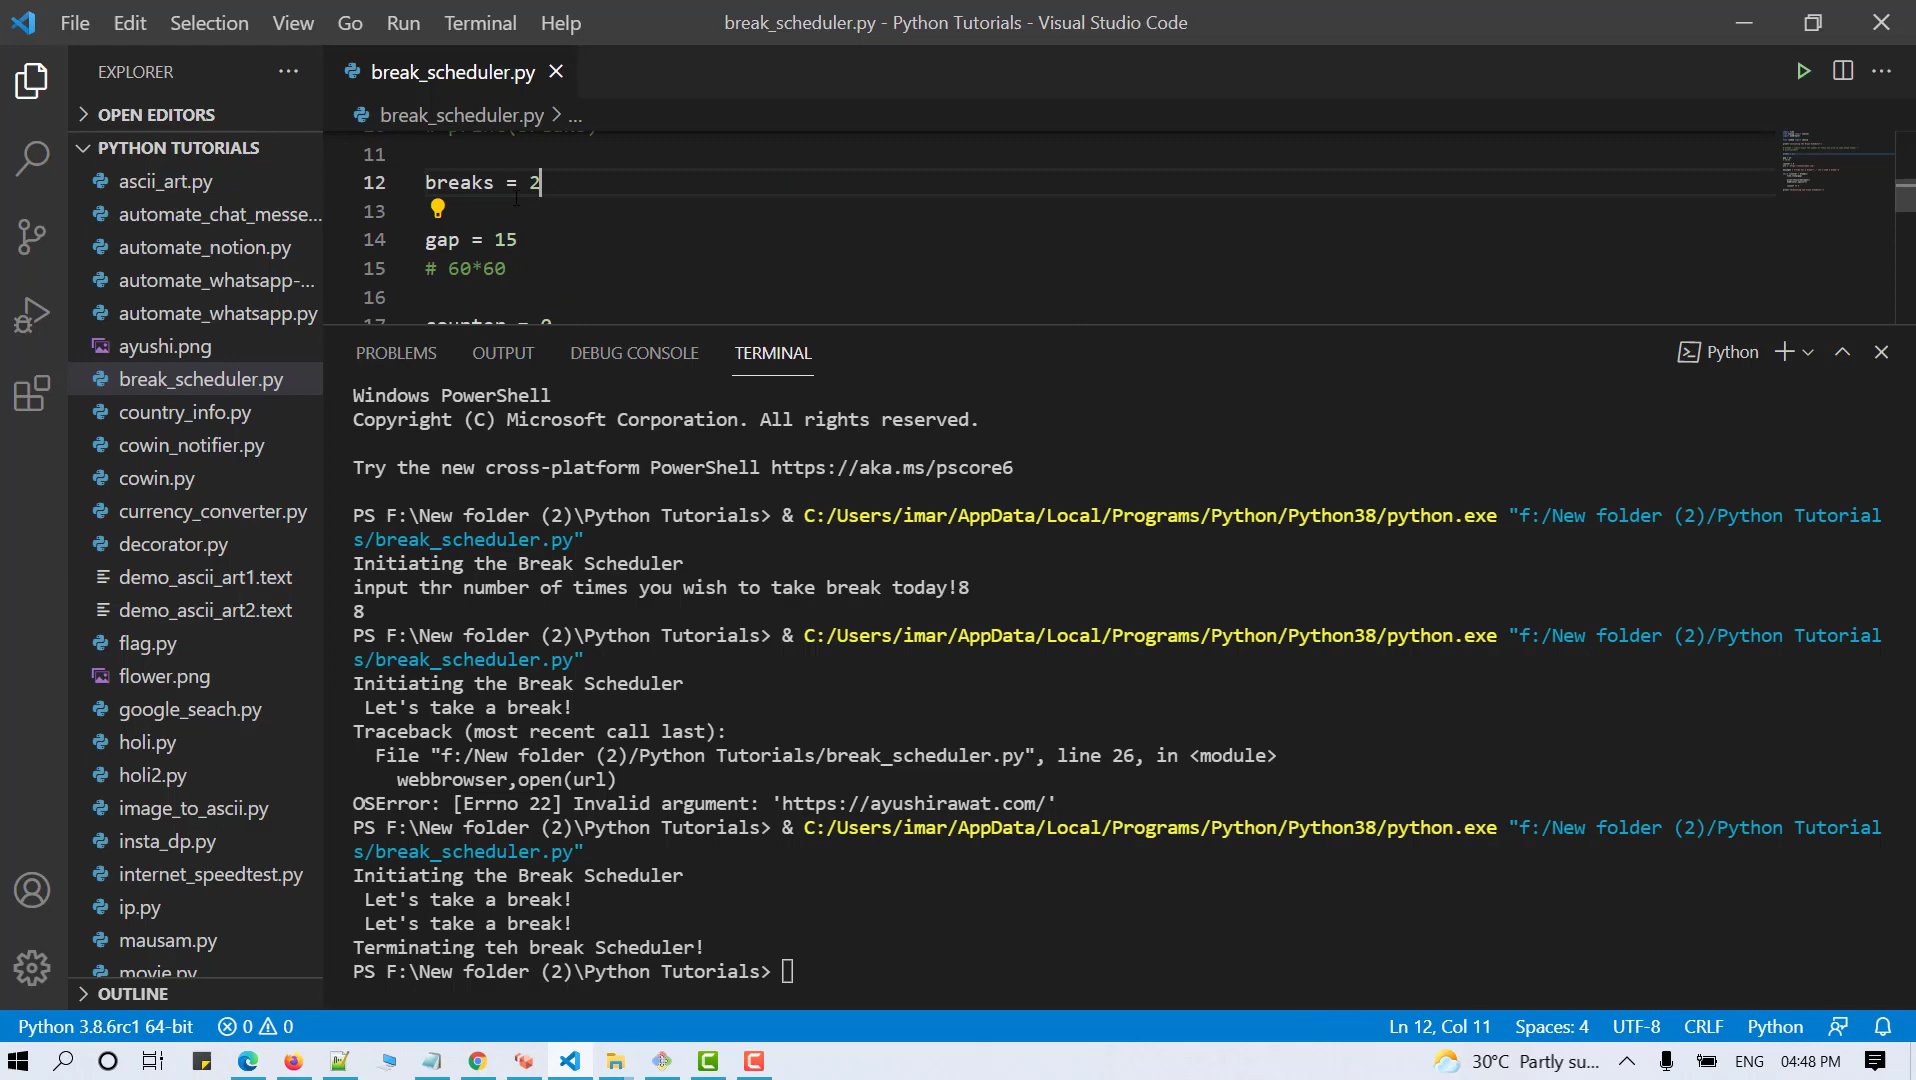 File Edit Selection View Go Run Terminal Help
break_scheduler.py - Python Tutorials - Visual Studio Code
EXPLORER
OPEN EDITORS
PYTHON TUTORIALS
ascii_art.py
automate_chat_messe...
automate_notion.py
automate_whatsapp-...
automate_whatsapp.py
ayushi.png
break_scheduler.py
country_info.py
cowin_notifier.py
cowin.py
currency_converter.py
decorator.py
demo_ascii_art1.text
demo_ascii_art2.text
flag.py
flower.png
google_seach.py
holi.py
holi2.py
image_to_ascii.py
insta_dp.py
internet_speedtest.py
ip.py
mausam.py
movie.py
OUTLINE
break_scheduler.py
break_scheduler.py > ...
11
12 breaks = 2
13
14 gap = 15
15 # 60*60
16
17 counter = 0
PROBLEMS OUTPUT DEBUG CONSOLE TERMINAL
Python
Windows PowerShell
Copyright (C) Microsoft Corporation. All rights reserved.
Try the new cross-platform PowerShell https://aka.ms/pscore6
PS F:\New folder (2)\Python Tutorials> & C:/Users/imar/AppData/Local/Programs/Python/Python38/python.exe "f:/New folder (2)/Python Tutorial
s/break_scheduler.py"
Initiating the Break Scheduler
input thr number of times you wish to take break today!8
8
PS F:\New folder (2)\Python Tutorials> & C:/Users/imar/AppData/Local/Programs/Python/Python38/python.exe "f:/New folder (2)/Python Tutorial
s/break_scheduler.py"
Initiating the Break Scheduler
Let's take a break!
Traceback (most recent call last):
File "f:/New folder (2)/Python Tutorials/break_scheduler.py", line 26, in <module>
webbrowser,open(url)
OSError: [Errno 22] Invalid argument: 'https://ayushirawat.com/'
PS F:\New folder (2)\Python Tutorials> & C:/Users/imar/AppData/Local/Programs/Python/Python38/python.exe "f:/New folder (2)/Python Tutorial
s/break_scheduler.py"
Initiating the Break Scheduler
Let's take a break!
Let's take a break!
Terminating teh break Scheduler!
PS F:\New folder (2)\Python Tutorials>
Python 3.8.6rc1 64-bit 0 0
Ln 12, Col 11 Spaces: 4 UTF-8 CRLF Python
30°C Partly su... ENG 04:48 PM